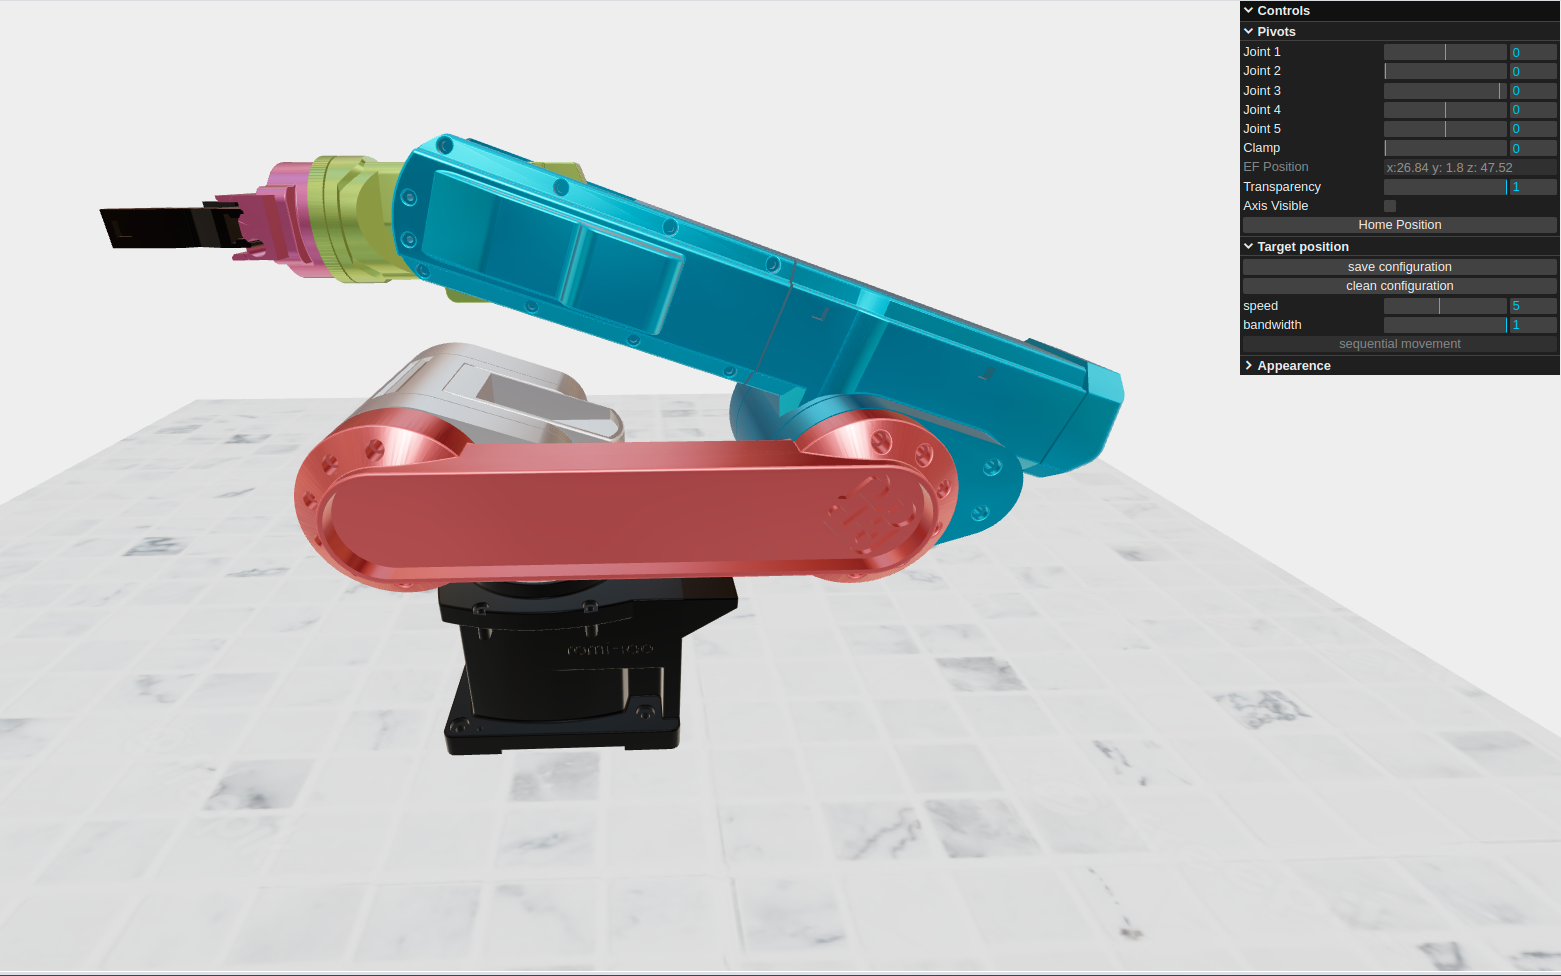 Controls
Pivots
Joint 1 0
Joint 2 0
Joint 3 0
Joint 4 0
Joint 5 0
Clamp 0
EF Position x:26.84 y: 1.8 z: 47.52
Transparency 1
Axis Visible
Home Position
Target position
save configuration
clean configuration
speed 5
bandwidth 1
sequential movement
Appearence